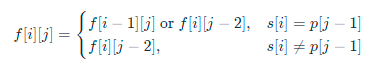 f[i][j] = { f[i − 1][j] or f[i][j − 2], s[i] = p[j − 1]
f[i][j − 2], s[i] ≠ p[j − 1]